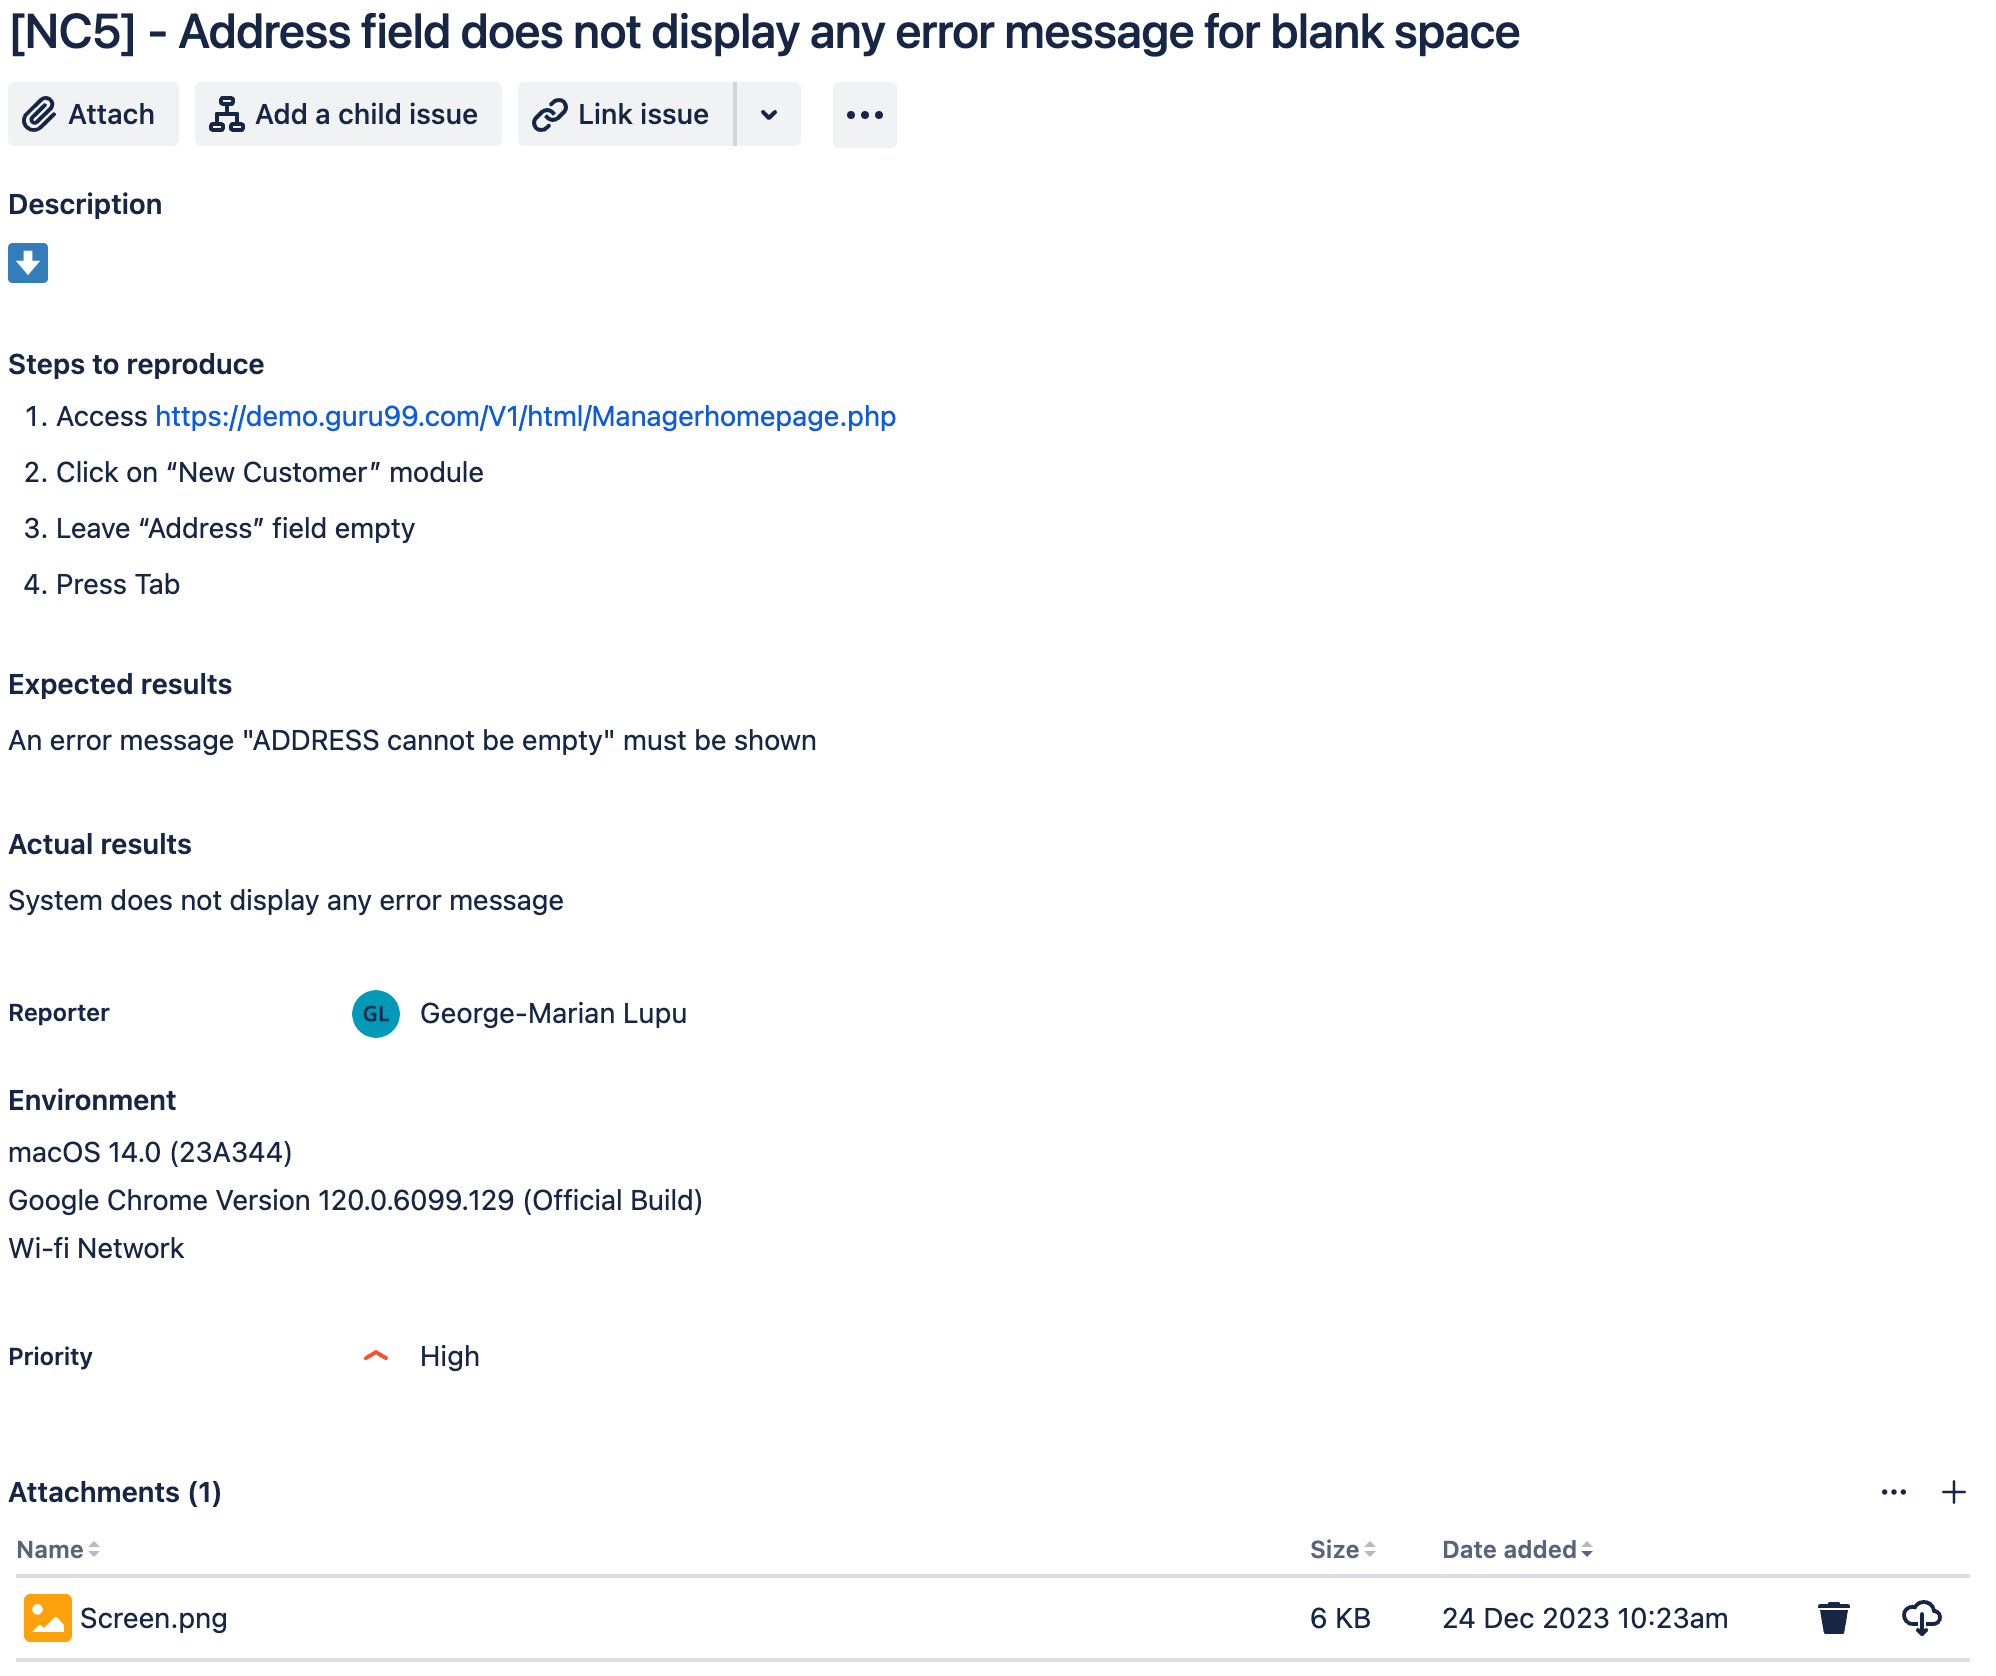 [NC5] - Address field does not display any error message for blank space
Attach
Add a child issue
Link issue
Description
Steps to reproduce
1. Access https://demo.guru99.com/V1/html/Managerhomepage.php
2. Click on “New Customer” module
3. Leave “Address” field empty
4. Press Tab
Expected results
An error message "ADDRESS cannot be empty" must be shown
Actual results
System does not display any error message
Reporter GL George-Marian Lupu
Environment
macOS 14.0 (23A344)
Google Chrome Version 120.0.6099.129 (Official Build)
Wi-fi Network
Priority High
Attachments (1)
Name Size Date added
Screen.png 6 KB 24 Dec 2023 10:23am